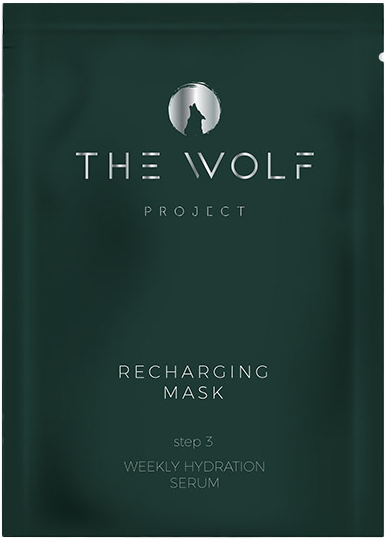 THE WOLF
PROJECT
RECHARGING
MASK
step 3
WEEKLY HYDRATION
SERUM